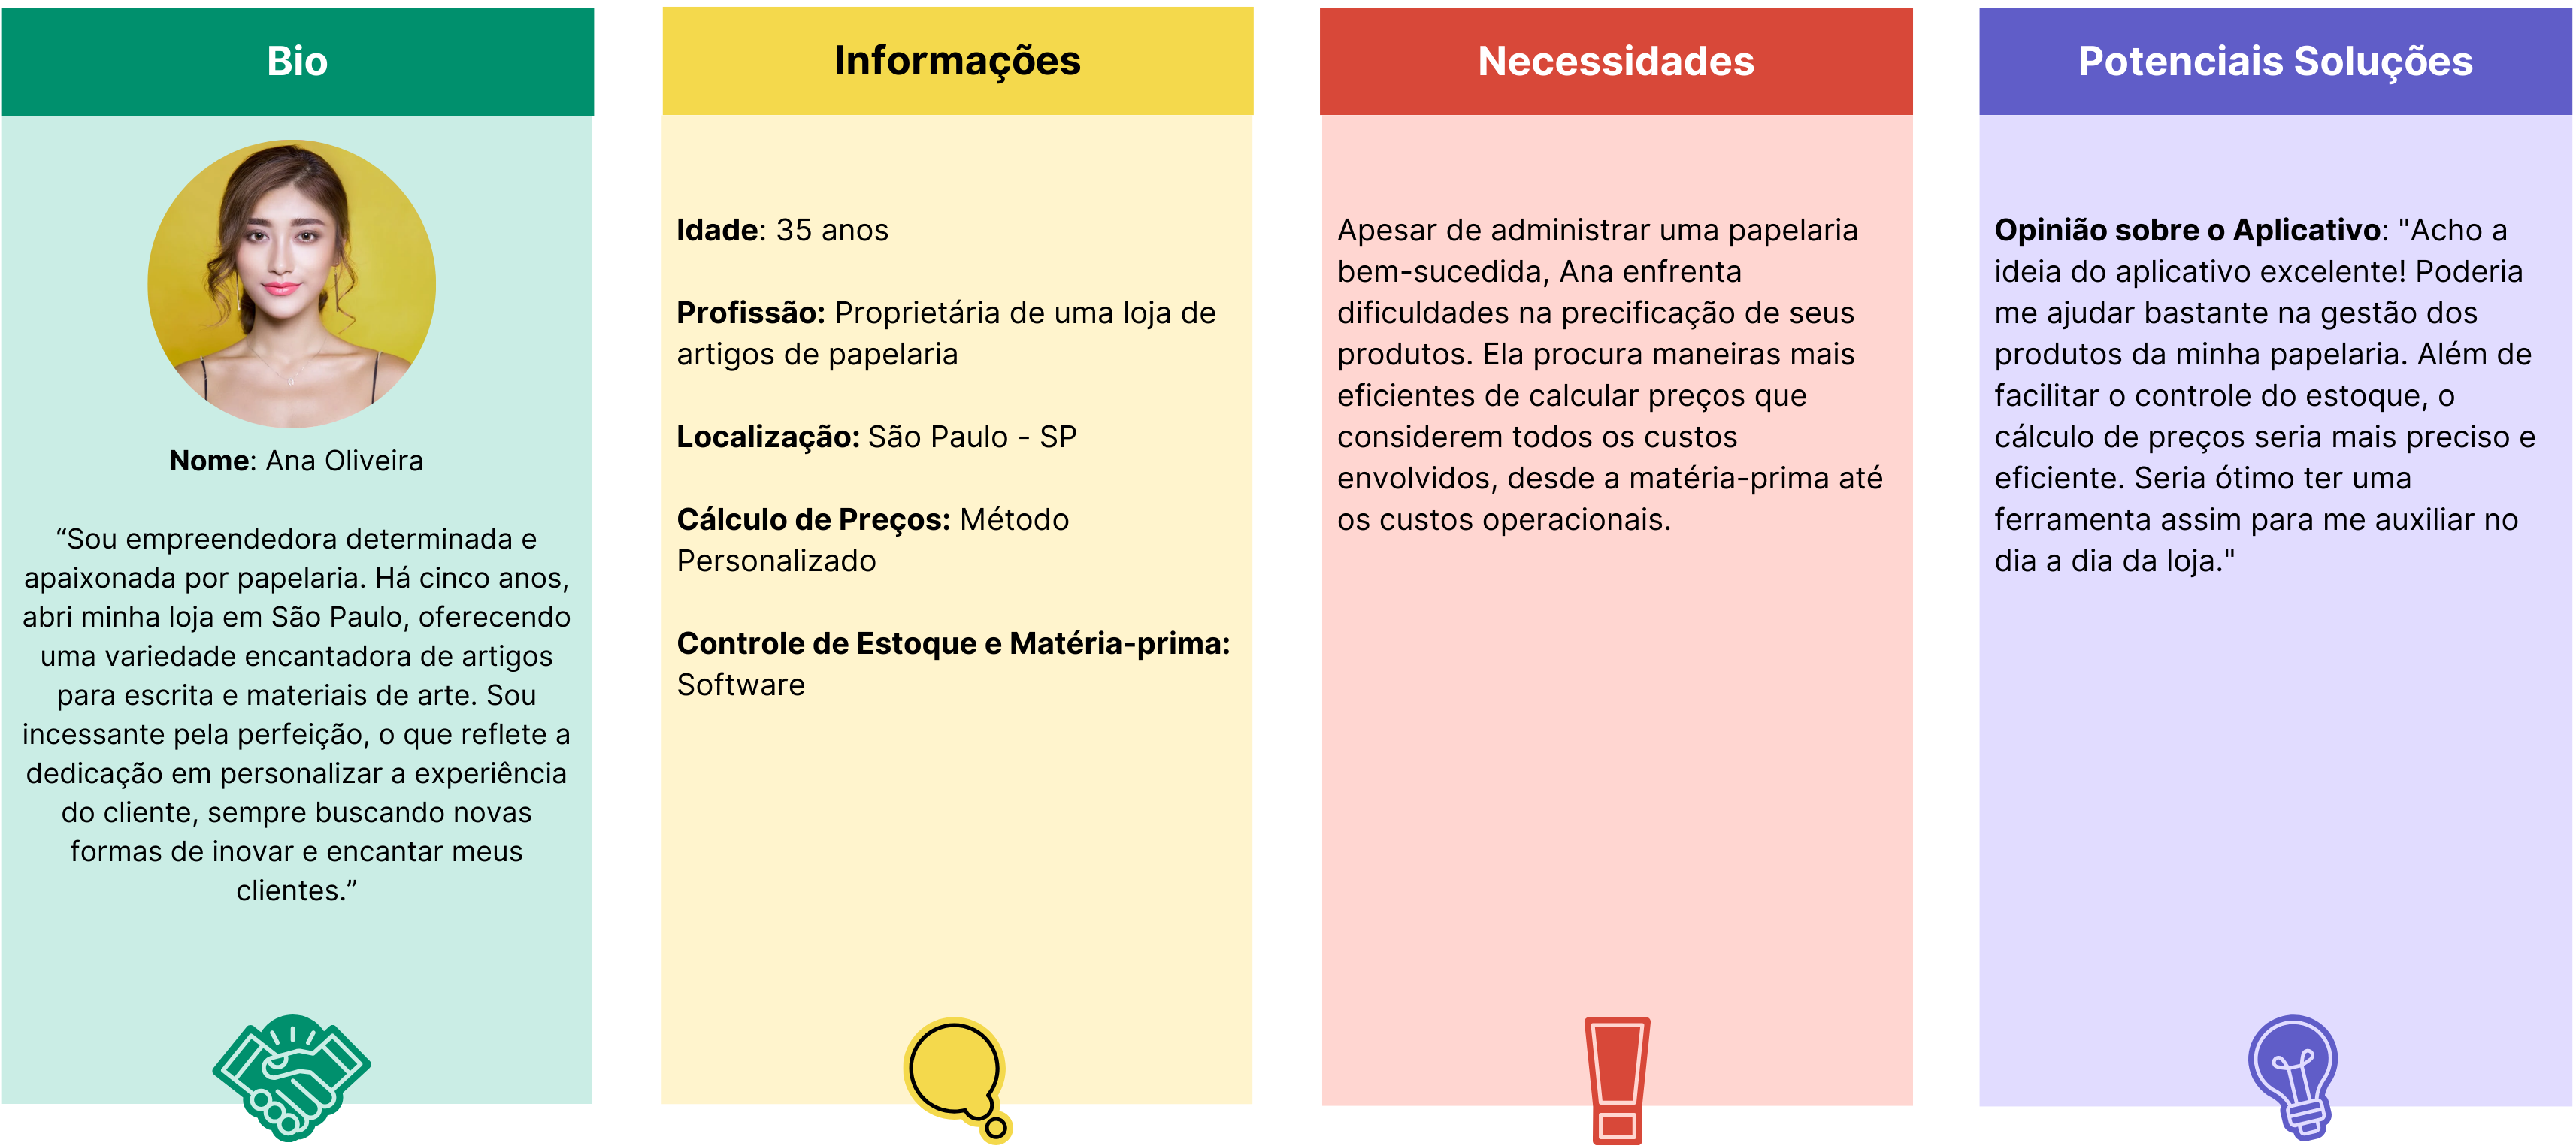 Bio
Nome: Ana Oliveira
“Sou empreendedora determinada e
apaixonada por papelaria. Há cinco anos,
abri minha loja em São Paulo, oferecendo
uma variedade encantadora de artigos
para escrita e materiais de arte. Sou
incessante pela perfeição, o que reflete a
dedicação em personalizar a experiência
do cliente, sempre buscando novas
formas de inovar e encantar meus
clientes.”
Informações
Idade: 35 anos
Profissão: Proprietária de uma loja de
artigos de papelaria
Localização: São Paulo - SP
Cálculo de Preços: Método
Personalizado
Controle de Estoque e Matéria-prima:
Software
Necessidades
Apesar de administrar uma papelaria
bem-sucedida, Ana enfrenta
dificuldades na precificação de seus
produtos. Ela procura maneiras mais
eficientes de calcular preços que
considerem todos os custos
envolvidos, desde a matéria-prima até
os custos operacionais.
Potenciais Soluções
Opinião sobre o Aplicativo: "Acho a
ideia do aplicativo excelente! Poderia
me ajudar bastante na gestão dos
produtos da minha papelaria. Além de
facilitar o controle do estoque, o
cálculo de preços seria mais preciso e
eficiente. Seria ótimo ter uma
ferramenta assim para me auxiliar no
dia a dia da loja."